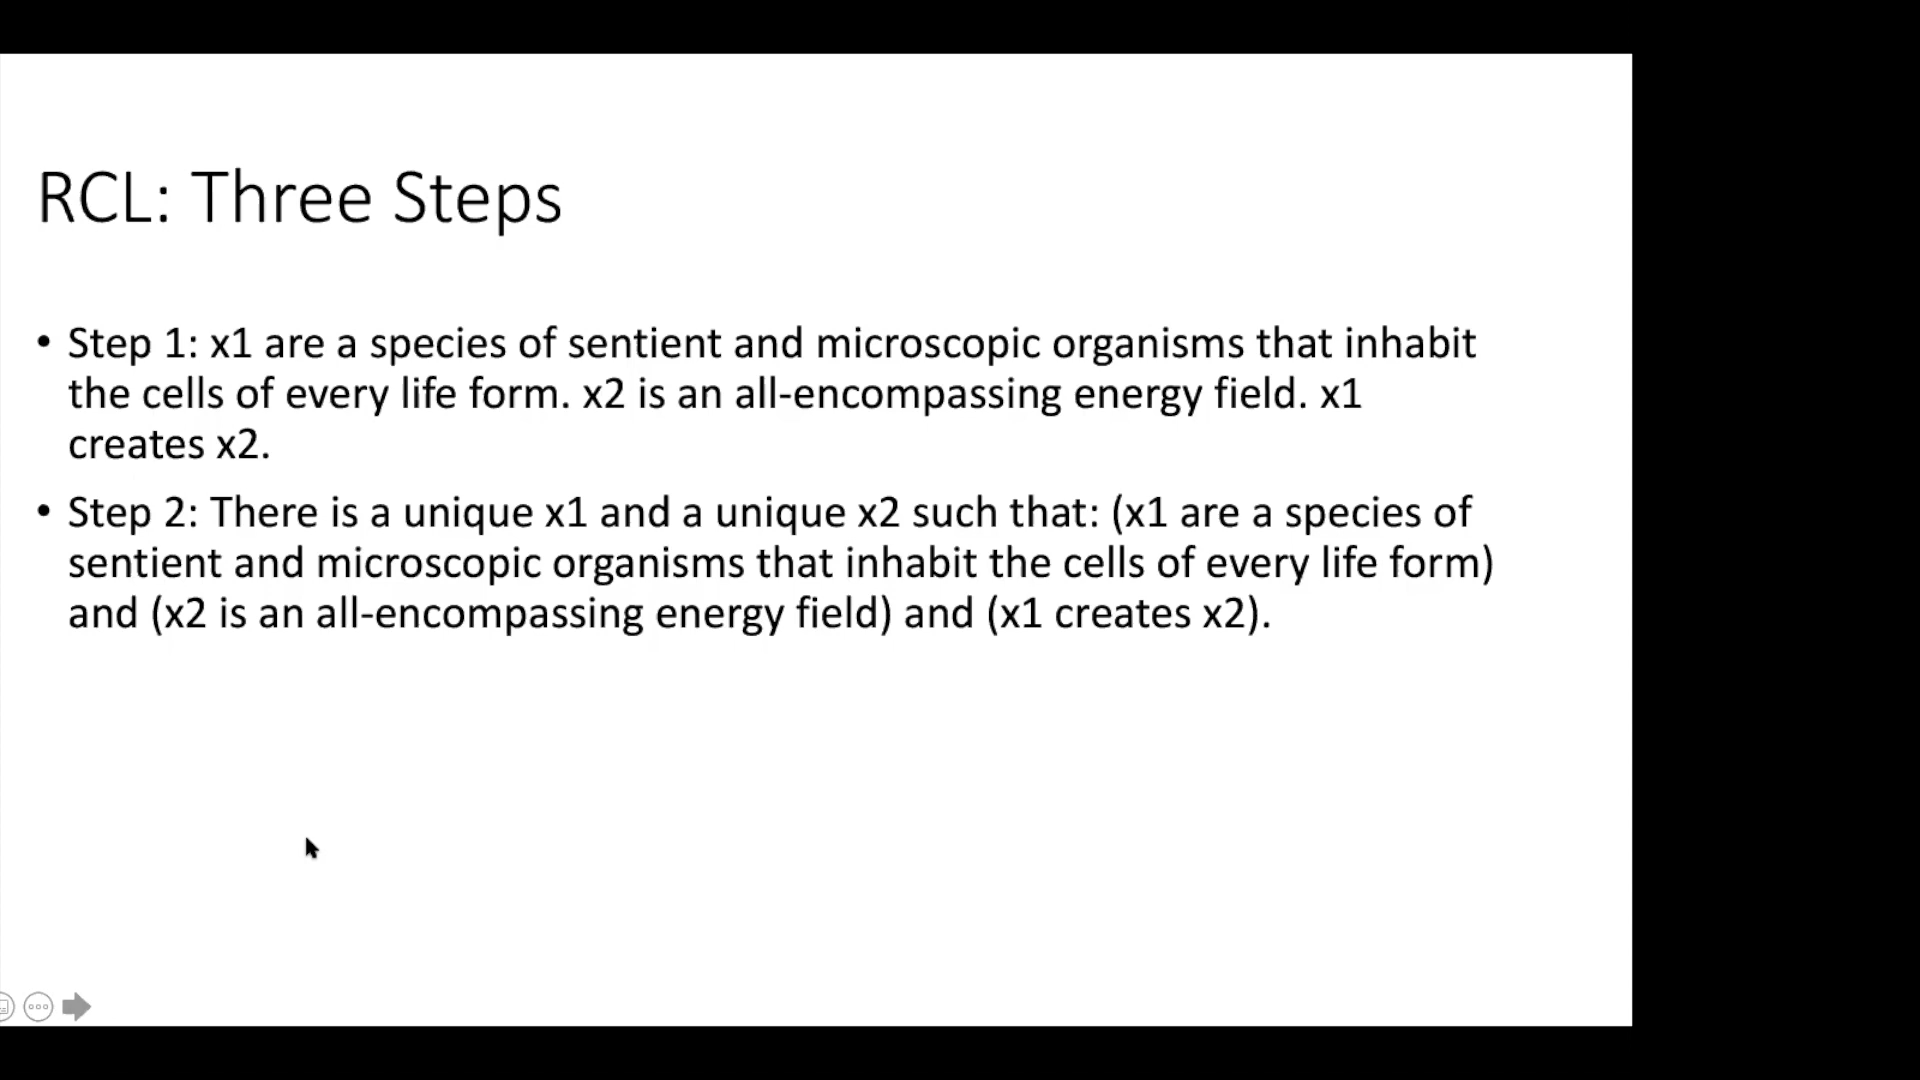 RCL: Three Steps
• Step 1: x1 are a species of sentient and microscopic organisms that inhabit
the cells of every life form. x2 is an all-encompassing energy field. x1
creates x2.
• Step 2: There is a unique x1 and a unique x2 such that: (x1 are a species of
sentient and microscopic organisms that inhabit the cells of every life form)
and (x2 is an all-encompassing energy field) and (x1 creates x2).